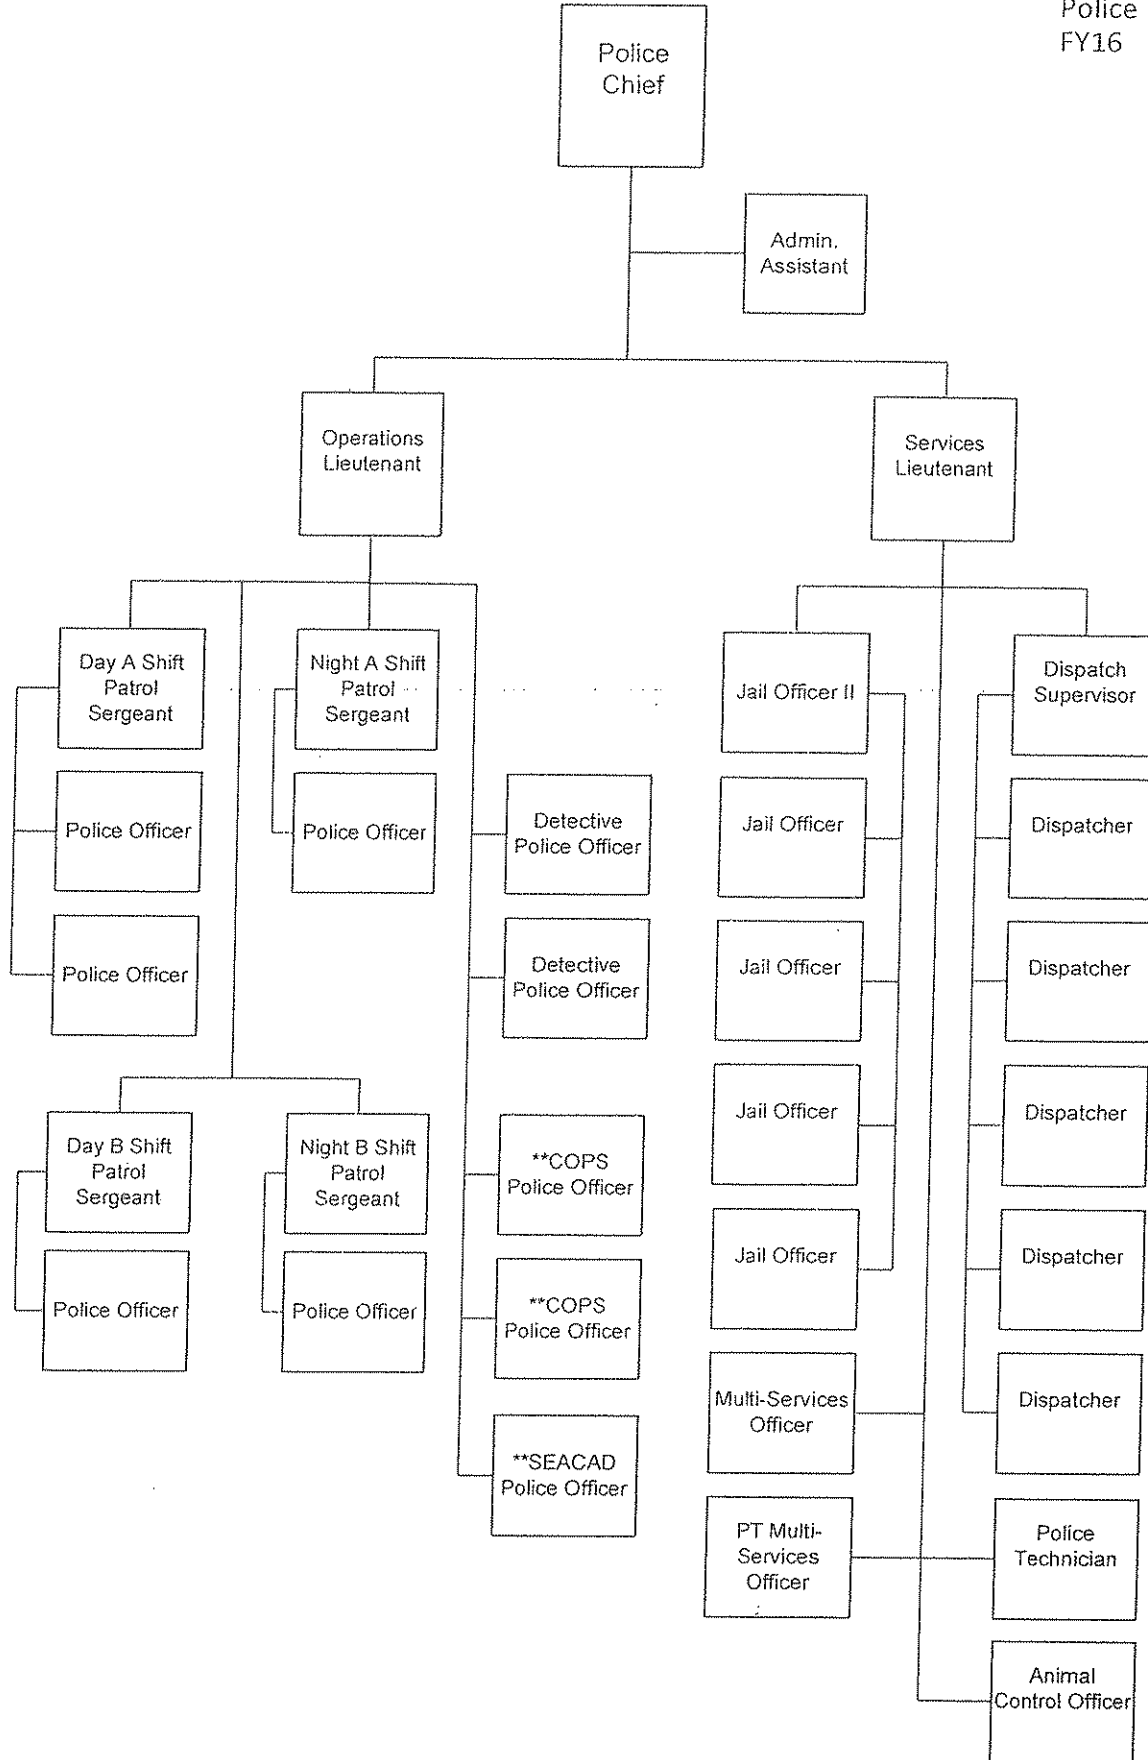 Police
FY16
Police
Chief
Admin.
Assistant
Operations
Lieutenant
Services
Lieutenant
Day A Shift
Patrol
Sergeant
Police Officer
Police Officer
Night A Shift
Patrol
Sergeant
Police Officer
Day B Shift
Patrol
Sergeant
Police Officer
Night B Shift
Patrol
Sergeant
Police Officer
Detective
Police Officer
Detective
Police Officer
**COPS
Police Officer
**COPS
Police Officer
**SEACAD
Police Officer
Jail Officer II
Jail Officer
Jail Officer
Jail Officer
Jail Officer
Multi-Services
Officer
PT Multi-
Services
Officer
Dispatch
Supervisor
Dispatcher
Dispatcher
Dispatcher
Dispatcher
Dispatcher
Police
Technician
Animal
Control Officer